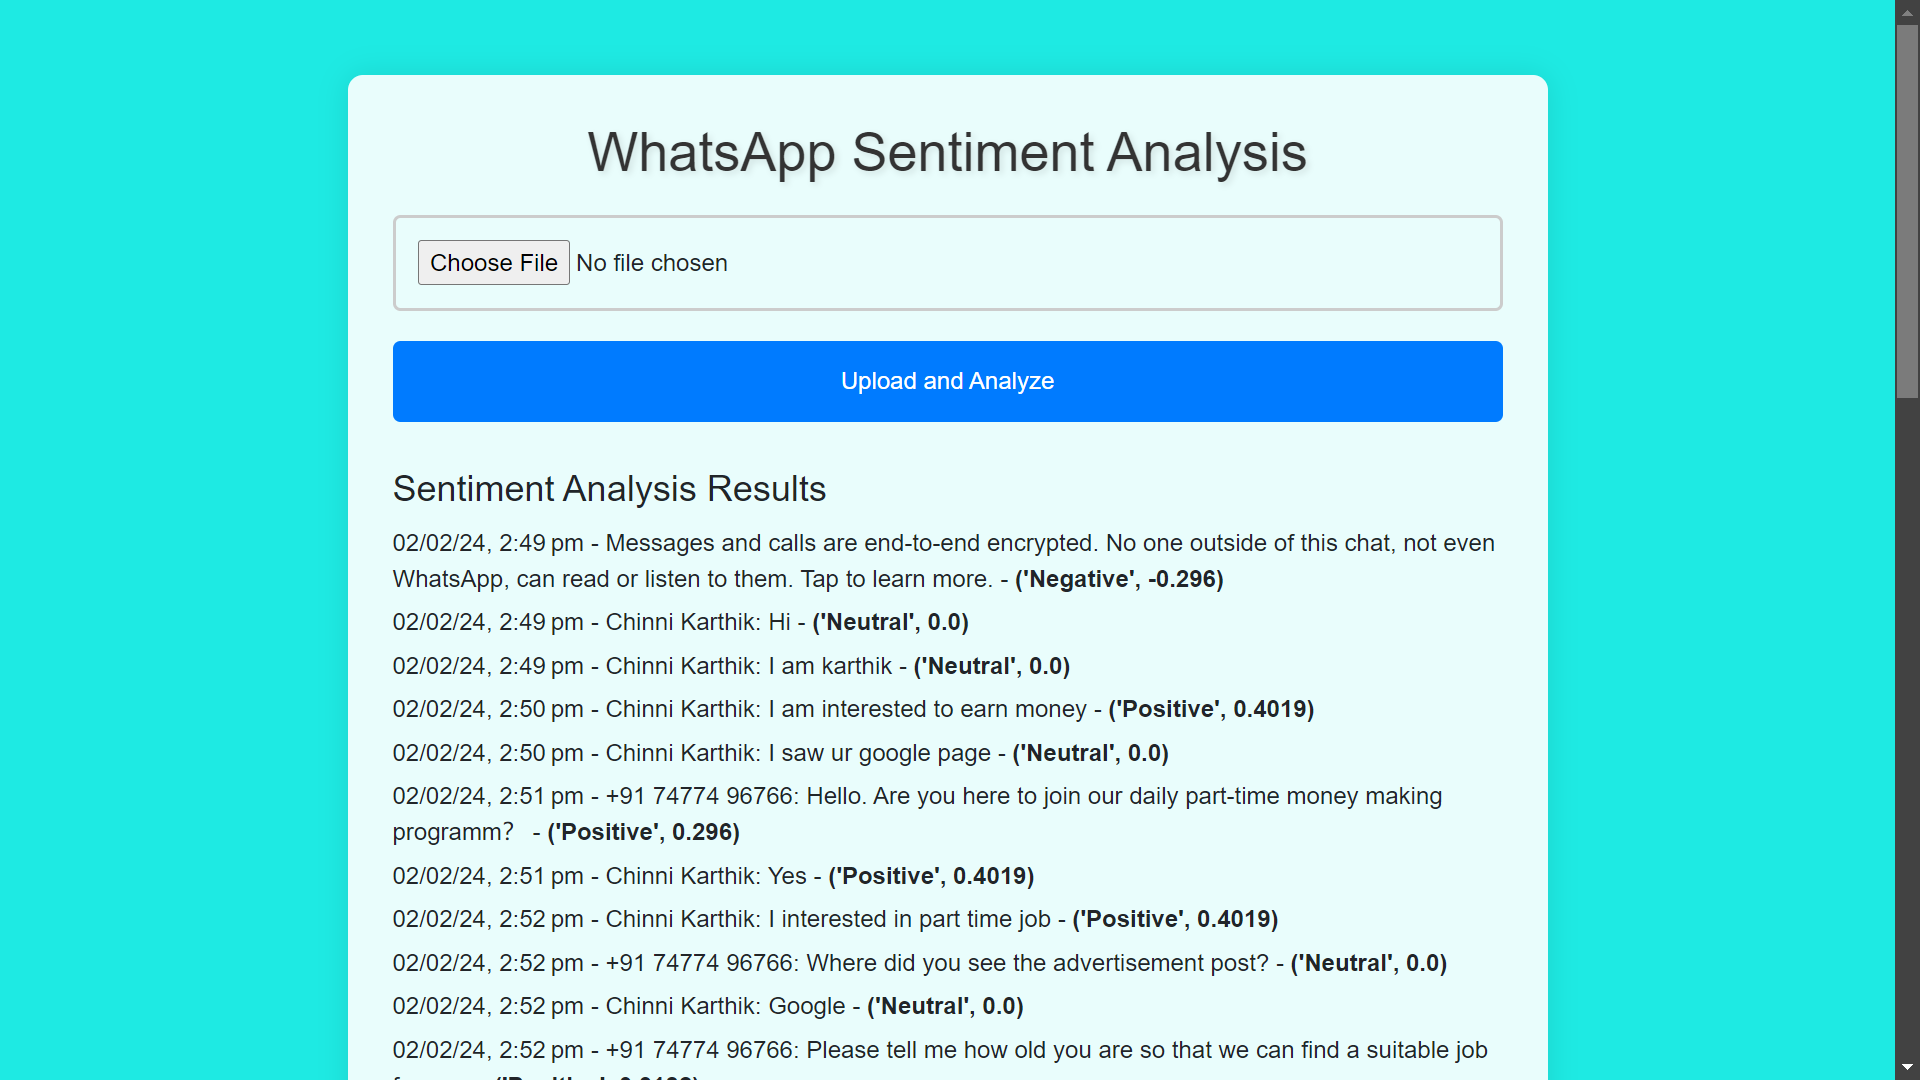 WhatsApp Sentiment Analysis
Choose File No file chosen
Upload and Analyze
Sentiment Analysis Results
02/02/24, 2:49 pm - Messages and calls are end-to-end encrypted. No one outside of this chat, not even
WhatsApp, can read or listen to them. Tap to learn more. - ('Negative', -0.296)
02/02/24, 2:49 pm - Chinni Karthik: Hi - ('Neutral', 0.0)
02/02/24, 2:49 pm - Chinni Karthik: I am karthik - ('Neutral', 0.0)
02/02/24, 2:50 pm - Chinni Karthik: I am interested to earn money - ('Positive', 0.4019)
02/02/24, 2:50 pm - Chinni Karthik: I saw ur google page - ('Neutral', 0.0)
02/02/24, 2:51 pm - +91 74774 96766: Hello. Are you here to join our daily part-time money making
programm？ - ('Positive', 0.296)
02/02/24, 2:51 pm - Chinni Karthik: Yes - ('Positive', 0.4019)
02/02/24, 2:52 pm - Chinni Karthik: I interested in part time job - ('Positive', 0.4019)
02/02/24, 2:52 pm - +91 74774 96766: Where did you see the advertisement post? - ('Neutral', 0.0)
02/02/24, 2:52 pm - Chinni Karthik: Google - ('Neutral', 0.0)
02/02/24, 2:52 pm - +91 74774 96766: Please tell me how old you are so that we can find a suitable job